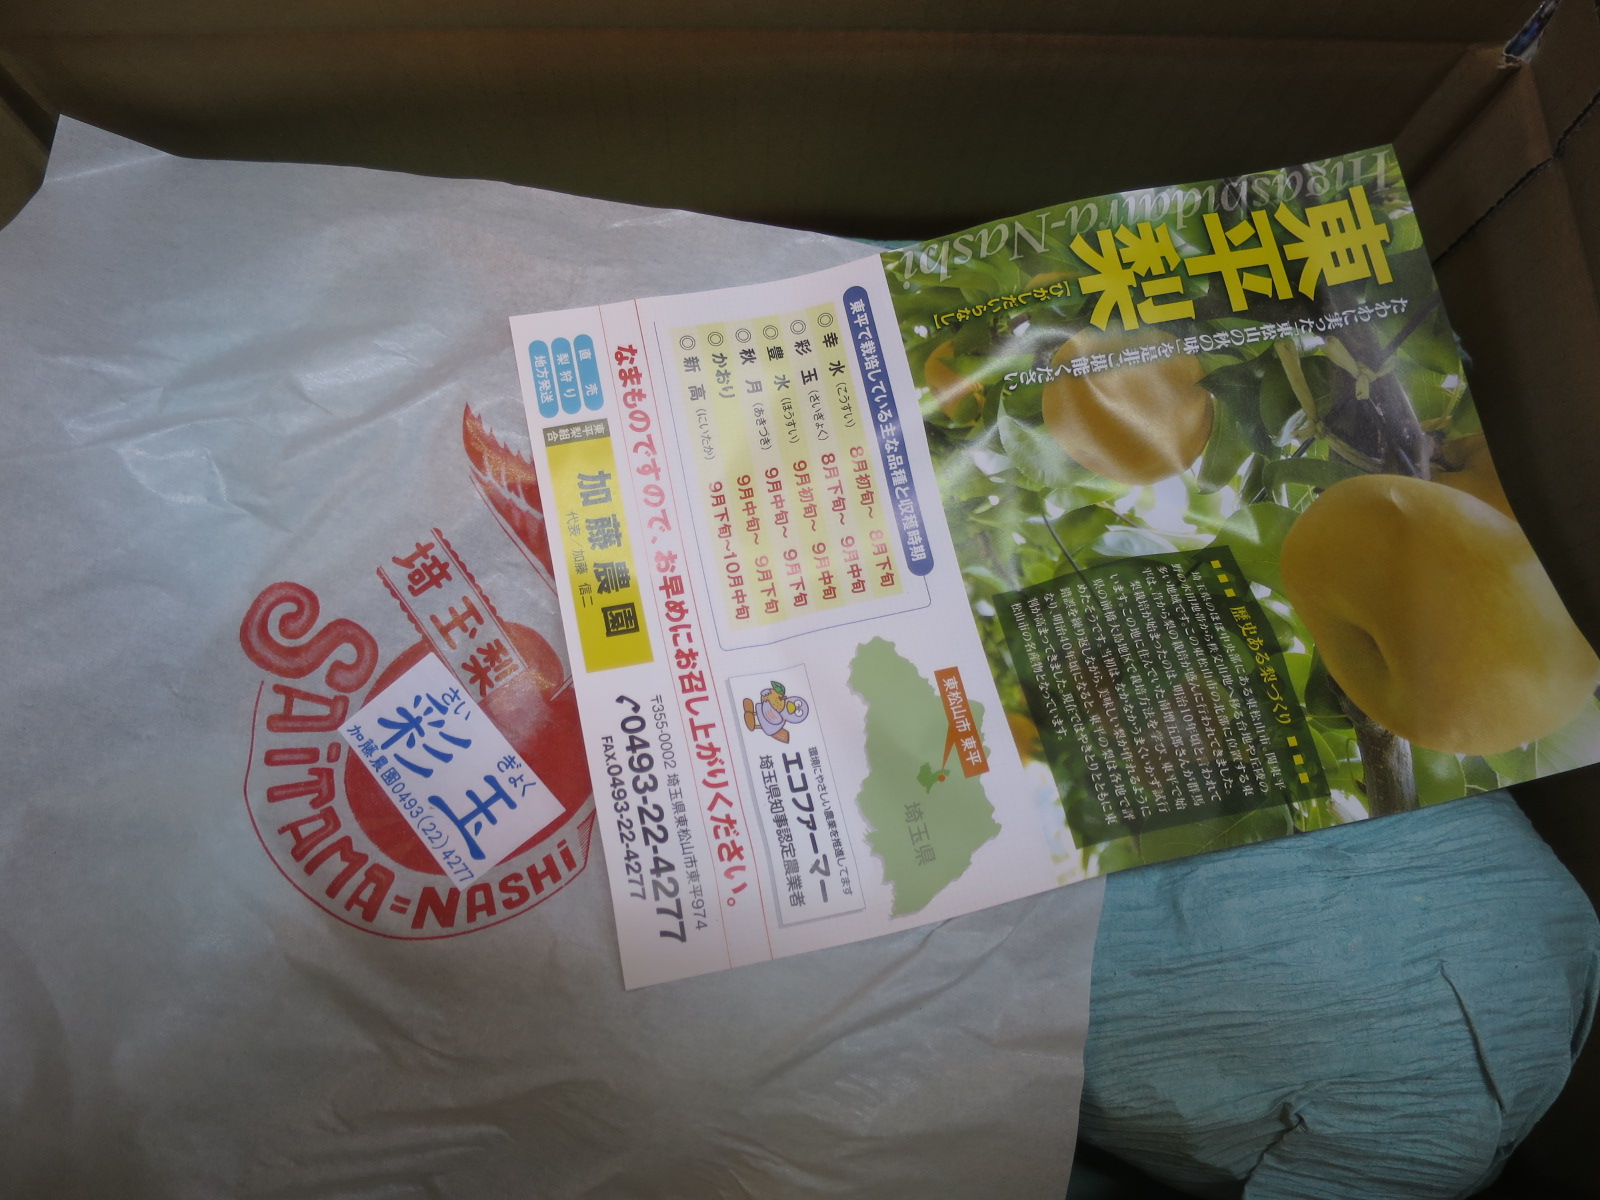 Higashidaira-Nashi
東平梨
[ひがしだいらなし]
たわわに実った「東松山の秋の味」を是非ご堪能ください。
歴史ある梨づくり
東平で栽培している主な品種と収穫時期
◎幸水(こうすい) 8月初旬～8月下旬
◎彩玉(さいぎょく) 8月下旬～9月中旬
◎豊水(ほうすい) 9月初旬～9月中旬
◎秋月(あきづき) 9月中旬～9月下旬
◎かおり 9月中旬～9月下旬
◎新高(にいたか) 9月下旬～10月中旬
東松山市 東平
埼玉県
環境にやさしい農業を推進してます
エコファーマー
埼玉県知事認定農業者
なまものですので、お早めにお召し上がりください。
直売
梨狩り
地方発送
東平梨組合
加藤農園
代表／加藤 信二
〒355-0002 埼玉県東松山市東平974
0493-22-4277
FAX.0493-22-4277
埼玉梨
SAITAMA=NASHI
さいぎょく
彩玉
加藤農園0493(22)4277